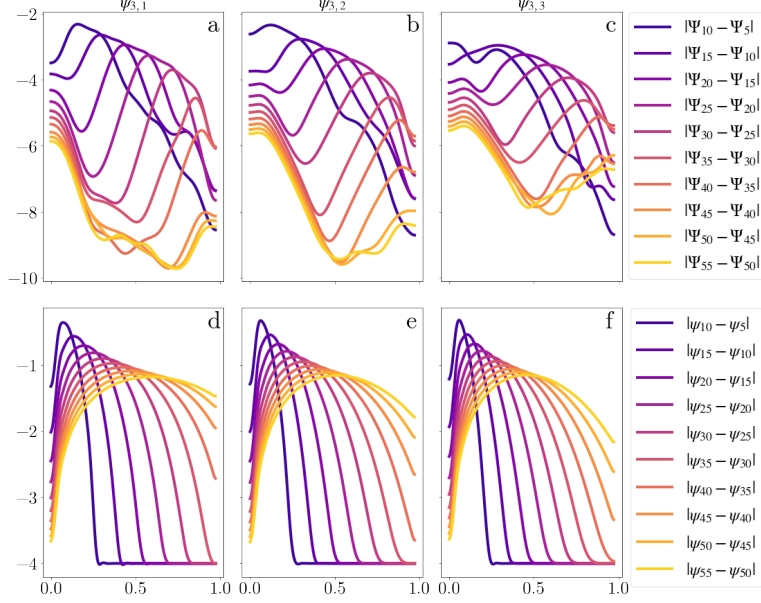 ψ3,1 ψ3,2 ψ3,3
a b c
−2
−4
−6
−8
−10
|Ψ10 − Ψ5|
|Ψ15 − Ψ10|
|Ψ20 − Ψ15|
|Ψ25 − Ψ20|
|Ψ30 − Ψ25|
|Ψ35 − Ψ30|
|Ψ40 − Ψ35|
|Ψ45 − Ψ40|
|Ψ50 − Ψ45|
|Ψ55 − Ψ50|
d e f
−1
−2
−3
−4
0.0 0.5 1.0 0.0 0.5 1.0 0.0 0.5 1.0
|ψ10 − ψ5|
|ψ15 − ψ10|
|ψ20 − ψ15|
|ψ25 − ψ20|
|ψ30 − ψ25|
|ψ35 − ψ30|
|ψ40 − ψ35|
|ψ45 − ψ40|
|ψ50 − ψ45|
|ψ55 − ψ50|